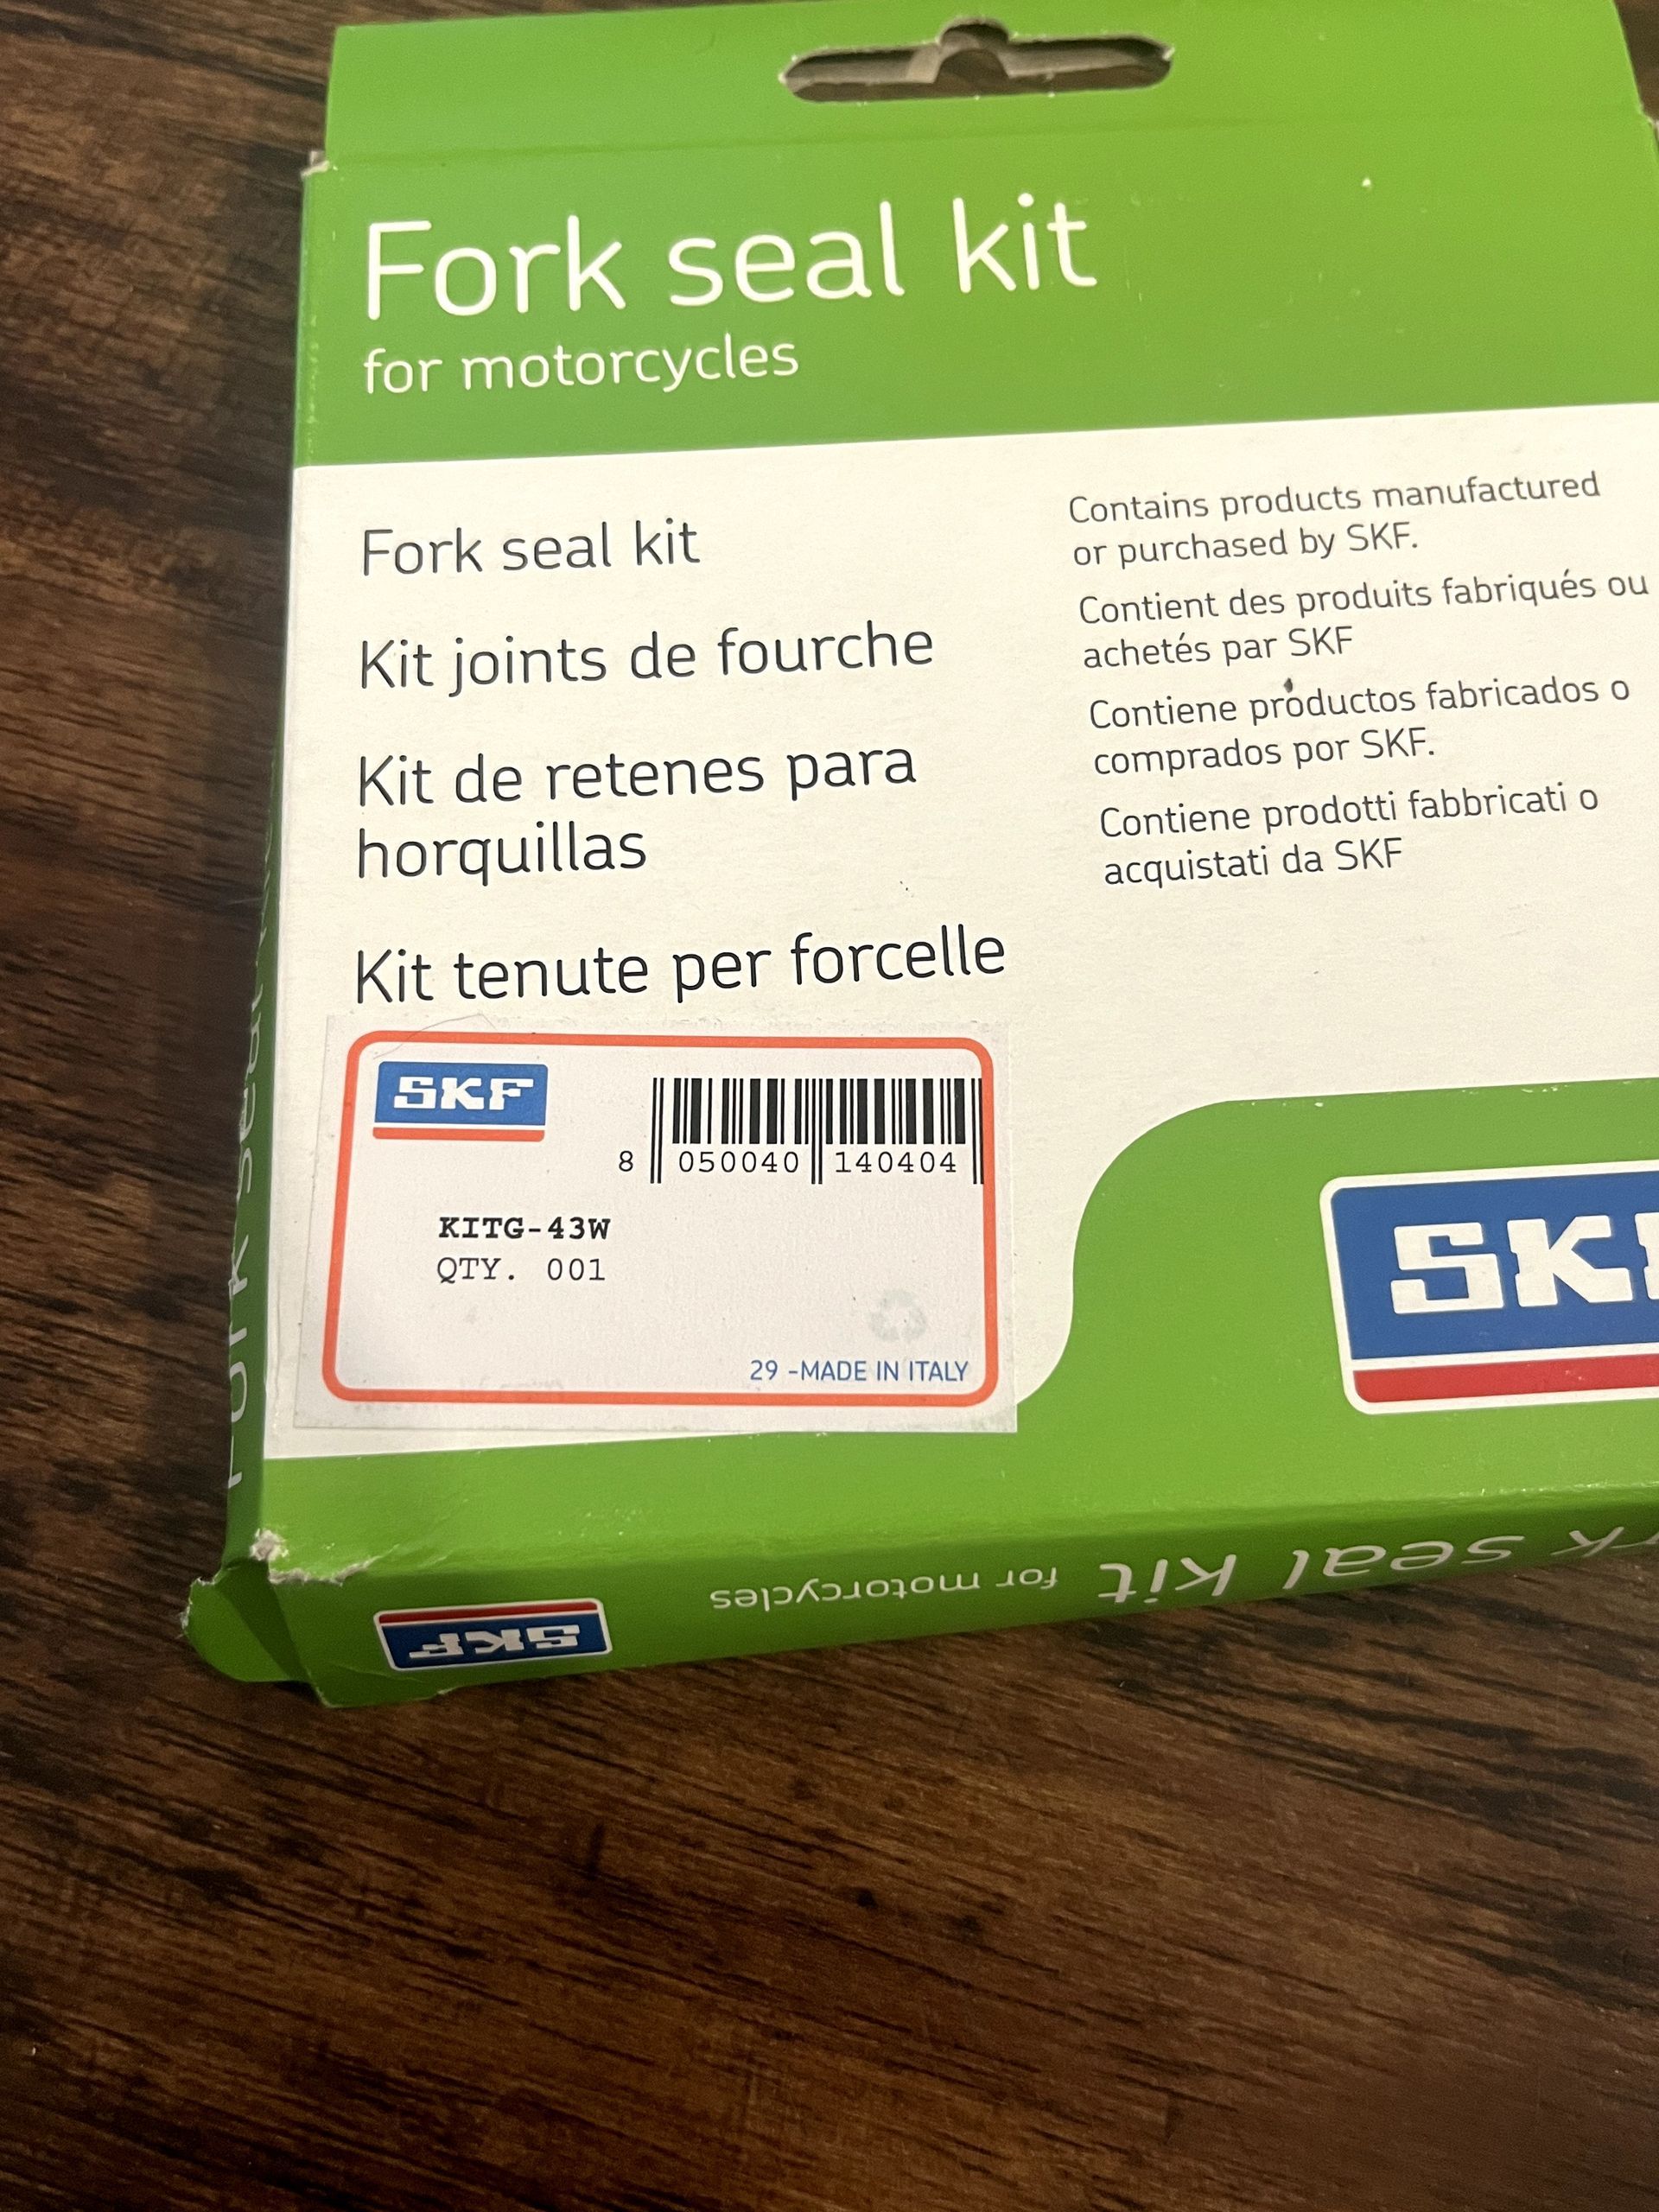 Fork seal kit
for motorcycles
Fork seal kit
Kit joints de fourche
Kit de retenes para
horquillas
Kit tenute per forcelle
Contains products manufactured
or purchased by SKF.
Contient des produits fabriqués ou
achetés par SKF
Contiene productos fabricados o
comprados por SKF.
Contiene prodotti fabbricati o
acquistati da SKF
SKF
8 050040 140404
KITG-43W
QTY. 001
29 -MADE IN ITALY
SKF
for motorcycles
seal kit